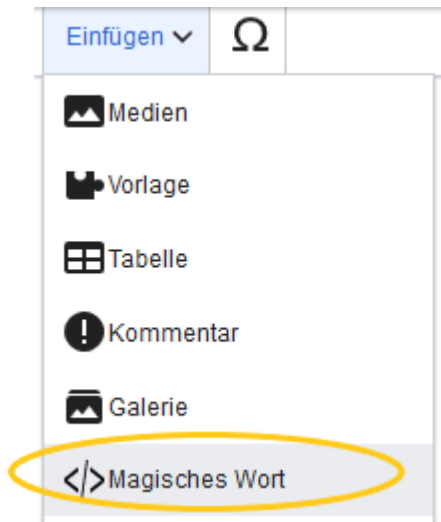 Einfügen Ω
Medien
Vorlage
Tabelle
Kommentar
Galerie
Magisches Wort